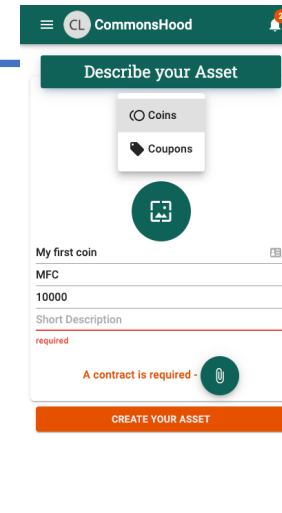 CL CommonsHood
Describe your Asset
Coins
Coupons
My first coin
MFC
10000
Short Description
required
A contract is required -
CREATE YOUR ASSET